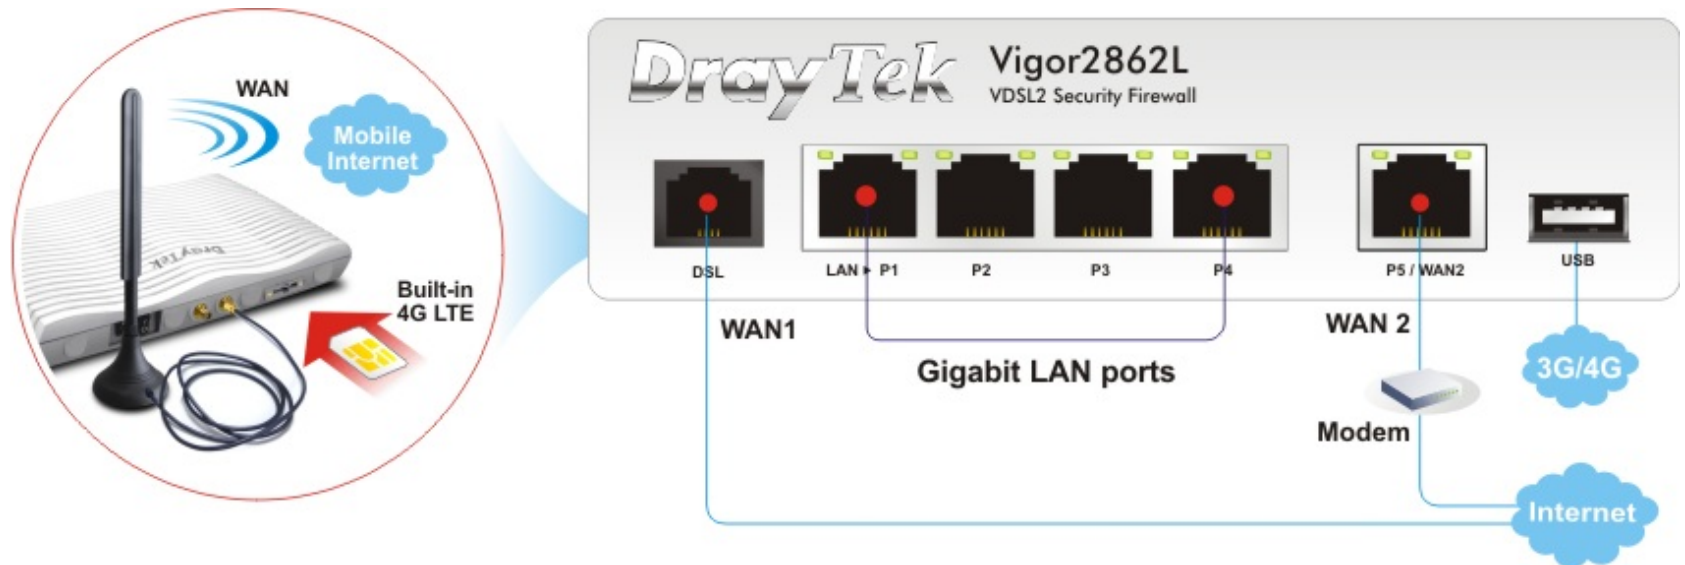 WAN
Mobile
Internet
DrayTek
Built-in
4G LTE
DrayTek
Vigor2862L
VDSL2 Security Firewall
DSL
LAN ▸ P1
P2
P3
P4
P5 / WAN2
USB
WAN1
Gigabit LAN ports
WAN 2
3G/4G
Modem
Internet